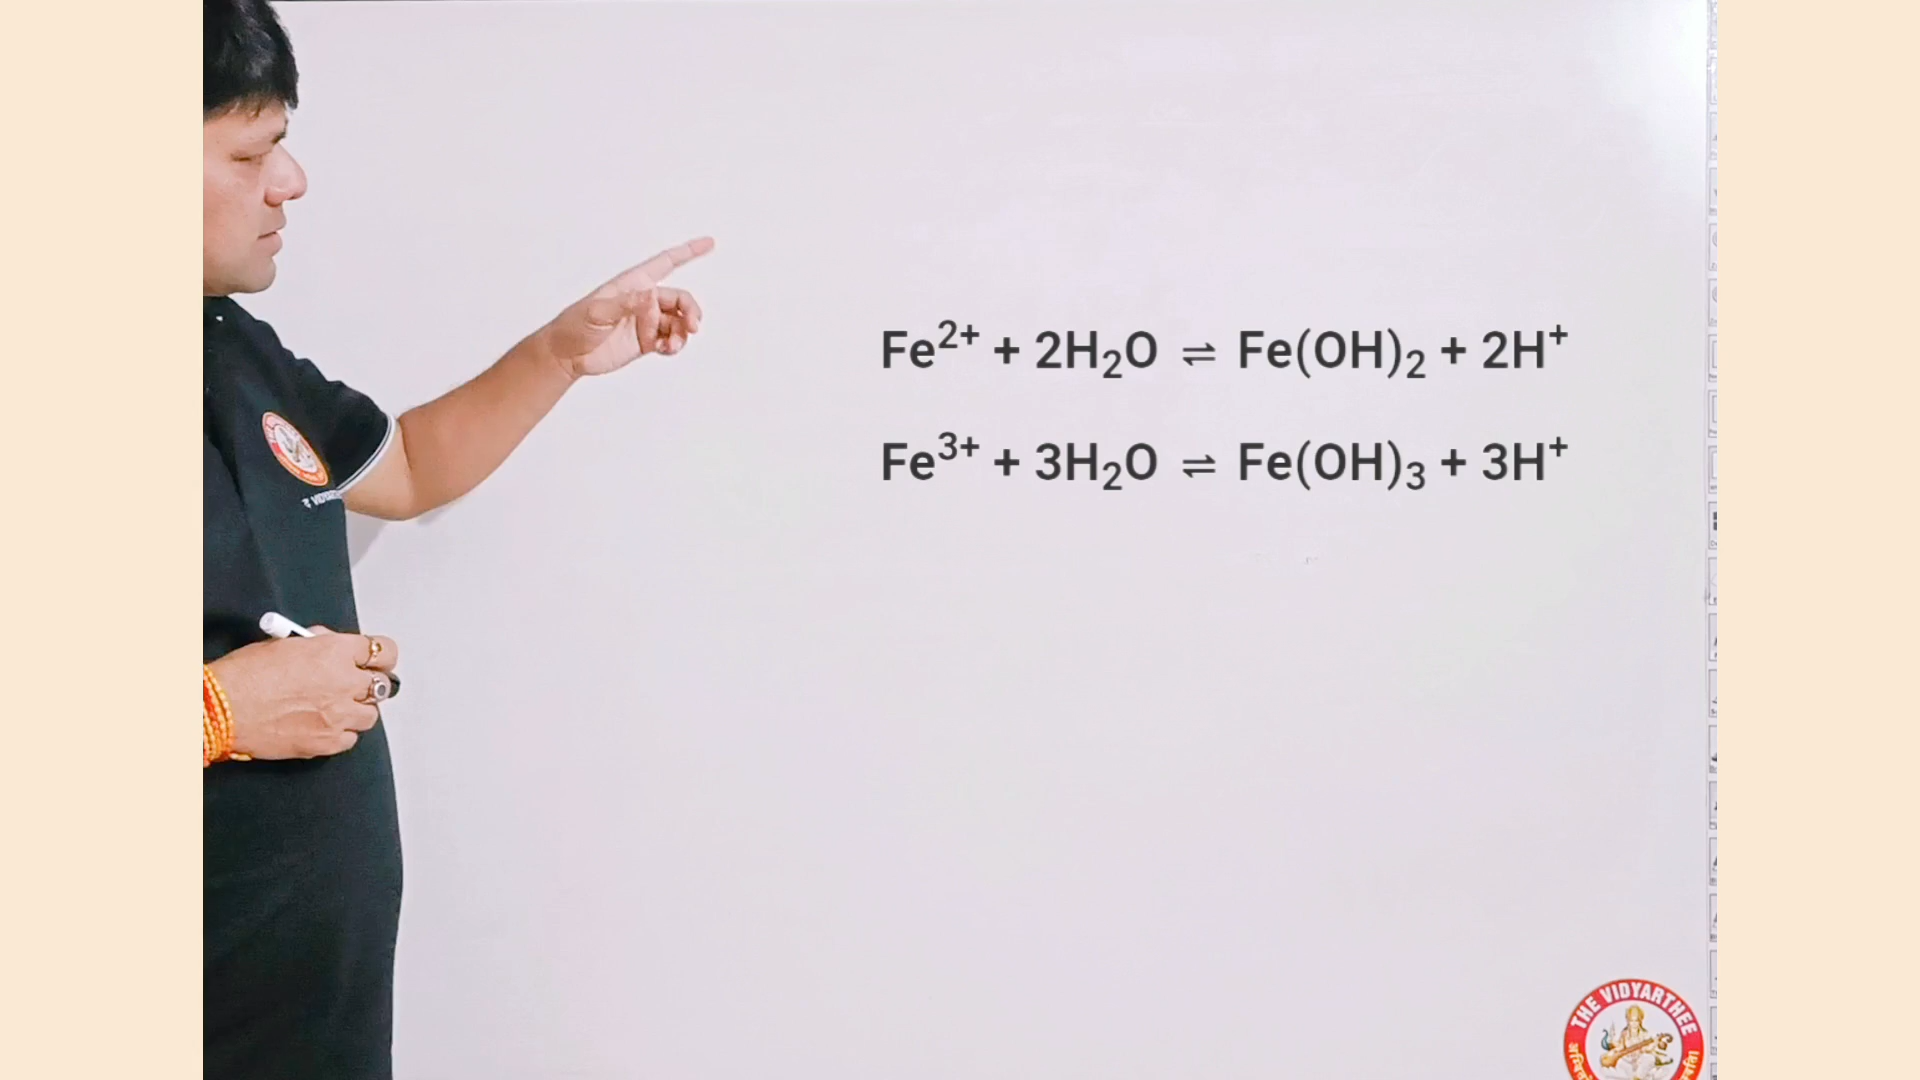 Fe²⁺ + 2H₂O ⇌ Fe(OH)₂ + 2H⁺
Fe³⁺ + 3H₂O ⇌ Fe(OH)₃ + 3H⁺
THE VIDYARTHEE